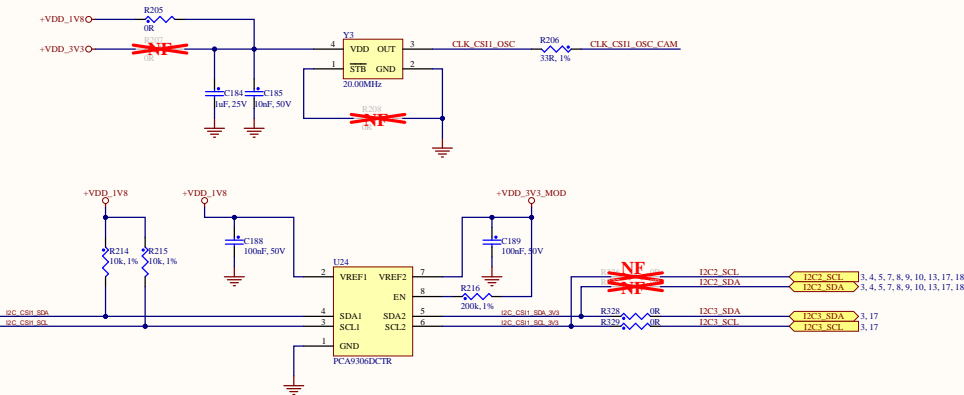 R205
+VDD_1V8
0R
R207
+VDD_3V3
NF
0R
Y3
4 VDD OUT 3
1 STB GND 2
20.00MHz
CLK_CSI1_OSC
R206
33R, 1%
CLK_CSI1_OSC_CAM
C184
1uF, 25V
C185
10nF, 50V
R208
NF
0R
+VDD_1V8
+VDD_1V8
+VDD_3V3_MOD
R214
10k, 1%
R215
10k, 1%
C188
100nF, 50V
C189
100nF, 50V
U24
2 VREF1 VREF2 7
EN 8
4 SDA1 SDA2 5
3 SCL1 SCL2 6
1 GND
PCA9306DCTR
R216
200k, 1%
I2C_CSI1_SDA
I2C_CSI1_SCL
I2C_CSI1_SDA_3V3
I2C_CSI1_SCL_3V3
NF
NF
I2C2_SCL I2C2_SCL 3, 4, 5, 7, 8, 9, 10, 13, 17, 18
I2C2_SDA I2C2_SDA 3, 4, 5, 7, 8, 9, 10, 13, 17, 18
R328 0R I2C3_SDA I2C3_SDA 3, 17
R329 0R I2C3_SCL I2C3_SCL 3, 17